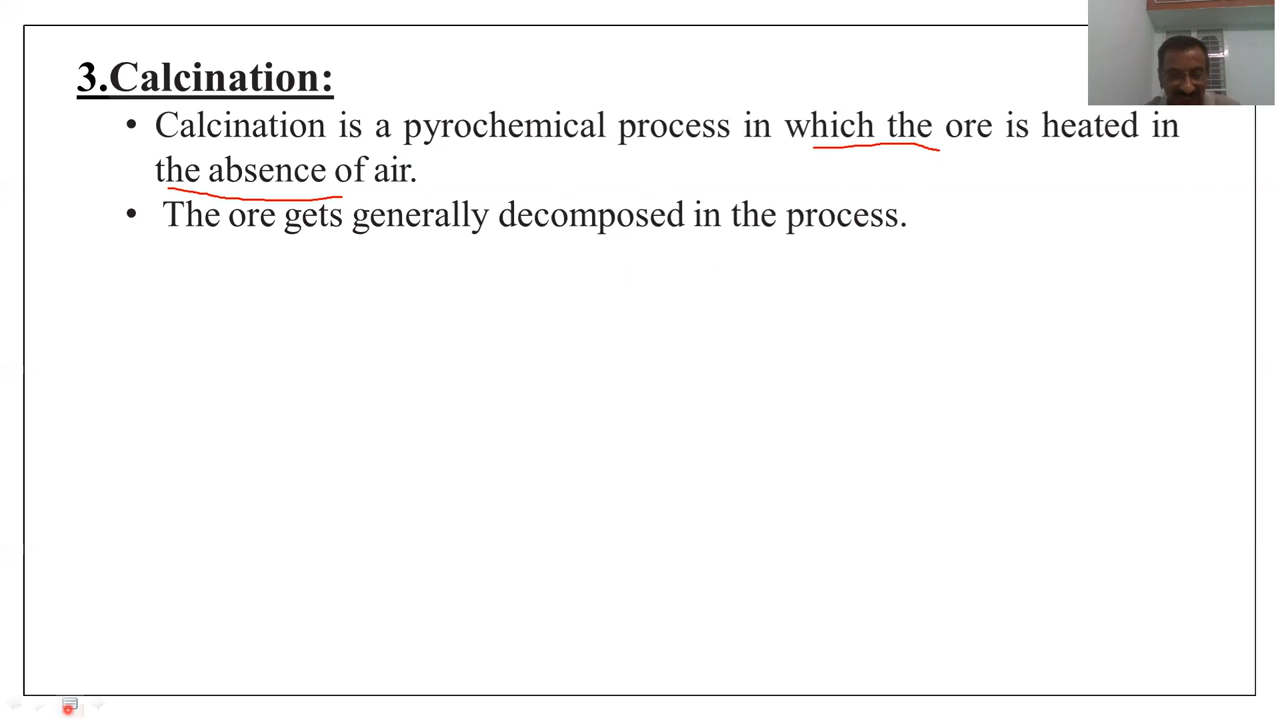 3.Calcination:
• Calcination is a pyrochemical process in which the ore is heated in
the absence of air.
• The ore gets generally decomposed in the process.